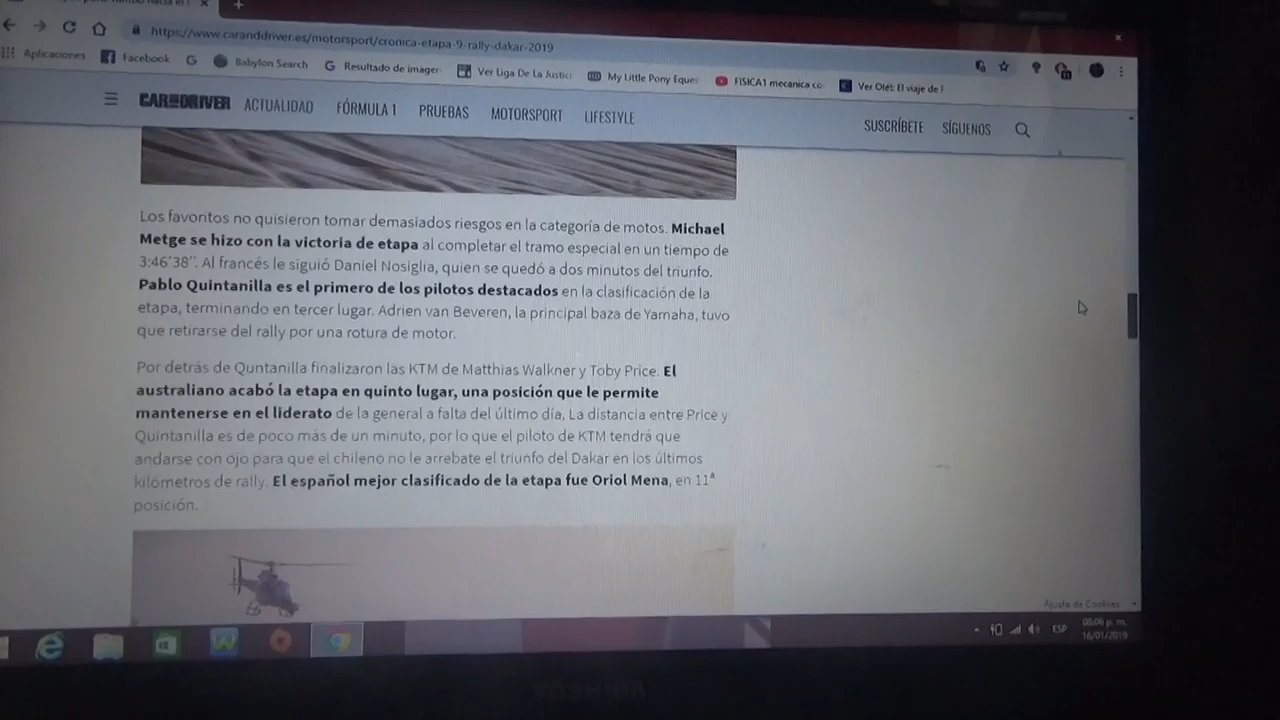 https://www.caranddriver.es/motorsport/cronica-etapa-9-rally-dakar-2019
Aplicaciones Facebook Babylon Search Resultado de imagen Ver Liga De La Justic My Little Pony Eques FISICA1 mecanica co Ver Olét: El viaje de f
CAR AND DRIVER ACTUALIDAD FÓRMULA 1 PRUEBAS MOTORSPORT LIFESTYLE SUSCRÍBETE SÍGUENOS
Los favoritos no quisieron tomar demasiados riesgos en la categoría de motos. Michael
Metge se hizo con la victoria de etapa al completar el tramo especial en un tiempo de
3:46'38''. Al francés le siguió Daniel Nosiglia, quien se quedó a dos minutos del triunfo.
Pablo Quintanilla es el primero de los pilotos destacados en la clasificación de la
etapa, terminando en tercer lugar. Adrien van Beveren, la principal baza de Yamaha, tuvo
que retirarse del rally por una rotura de motor.
Por detrás de Quntanilla finalizaron las KTM de Matthias Walkner y Toby Price. El
australiano acabó la etapa en quinto lugar, una posición que le permite
mantenerse en el liderato de la general a falta del último día. La distancia entre Price y
Quintanilla es de poco más de un minuto, por lo que el piloto de KTM tendrá que
andarse con ojo para que el chileno no le arrebate el triunfo del Dakar en los últimos
kilómetros de rally. El español mejor clasificado de la etapa fue Oriol Mena, en 11ª
posición.
Ajuste de Cookies
ESP
16/01/2019
TOSHIBA